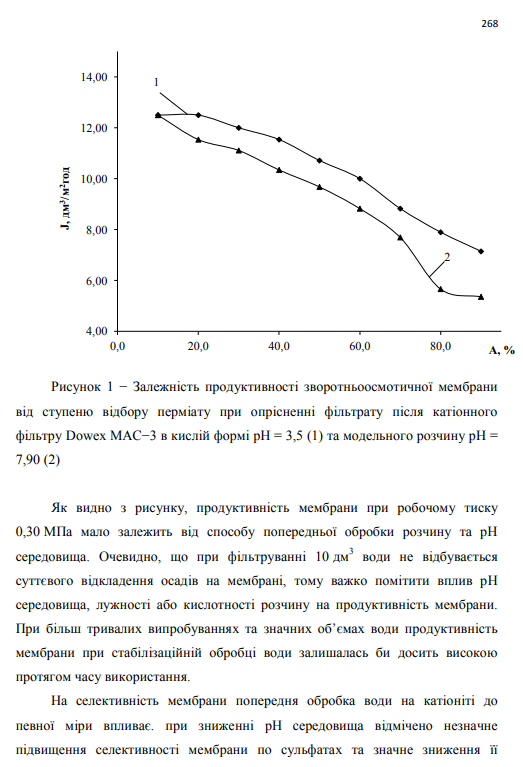 268
14,00
12,00
10,00
8,00
6,00
4,00
J, дм³/м²год
1
2
0,0
20,0
40,0
60,0
80,0
А, %
Рисунок 1 − Залежність продуктивності зворотньоосмотичної мембрани
від ступеню відбору перміату при опрісненні фільтрату після катіонного
фільтру Dowex MAC−3 в кислій формі рН = 3,5 (1) та модельного розчину рН =
7,90 (2)
Як видно з рисунку, продуктивність мембрани при робочому тиску
0,30 МПа мало залежить від способу попередньої обробки розчину та рН
середовища. Очевидно, що при фільтруванні 10 дм³ води не відбувається
суттєвого відкладення осадів на мембрані, тому важко помітити вплив рН
середовища, лужності або кислотності розчину на продуктивність мембрани.
При більш тривалих випробуваннях та значних об’ємах води продуктивність
мембрани при стабілізаційній обробці води залишалась би досить високою
протягом часу використання.
На селективність мембрани попередня обробка води на катіоніті до
певної міри впливає. при зниженні рН середовища відмічено незначне
підвищення селективності мембрани по сульфатах та значне зниження її